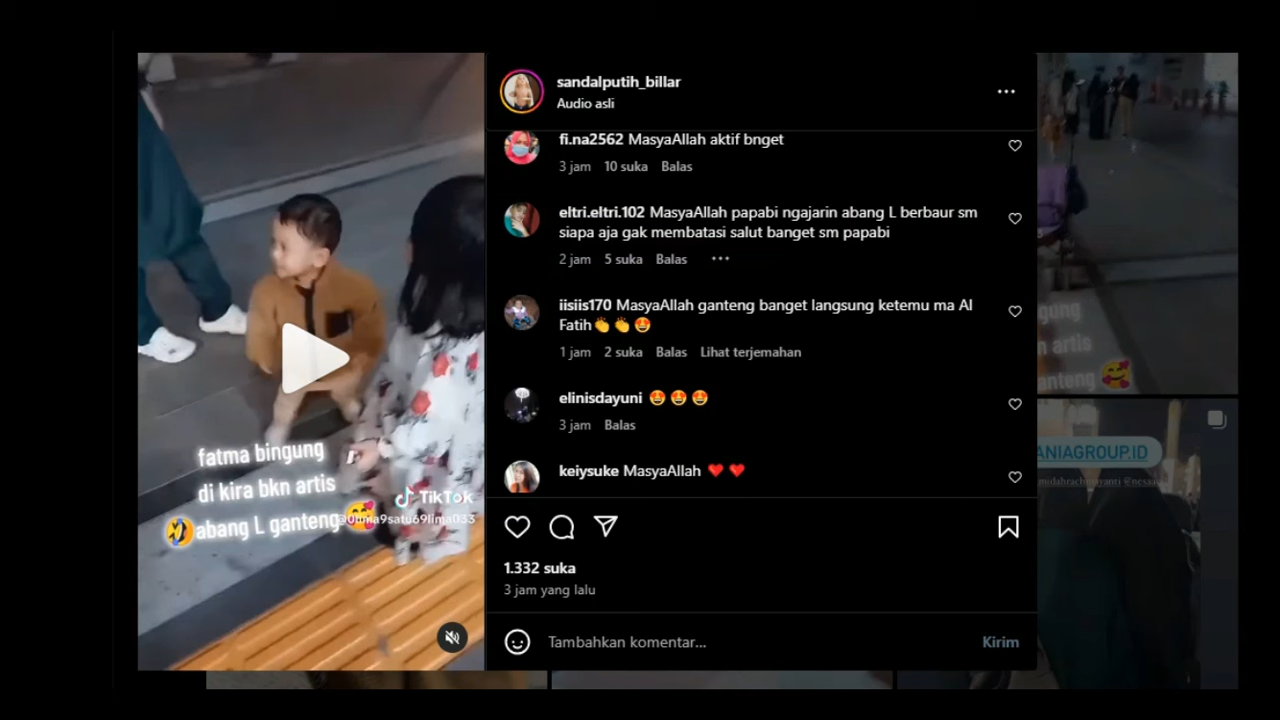 sandalputih_billar
Audio asli
fi.na2562 MasyaAllah aktif bnget
3 jam 10 suka Balas
eltri.eltri.102 MasyaAllah papabi ngajarin abang L berbaur sm
siapa aja gak membatasi salut banget sm papabi
2 jam 5 suka Balas
iisiis170 MasyaAllah ganteng banget langsung ketemu ma Al
Fatih👏👏🤩
1 jam 2 suka Balas Lihat terjemahan
elinisdayuni 🤩🤩🤩
3 jam Balas
keiysuke MasyaAllah ❤️❤️
1.332 suka
3 jam yang lalu
Tambahkan komentar...
Kirim
fatma bingung
di kira bkn artis
🤣abang L ganteng🥰
TikTok
@0lima9satu69lima033
gung
n artis
anteng 🥰
ANIAGROUP.ID